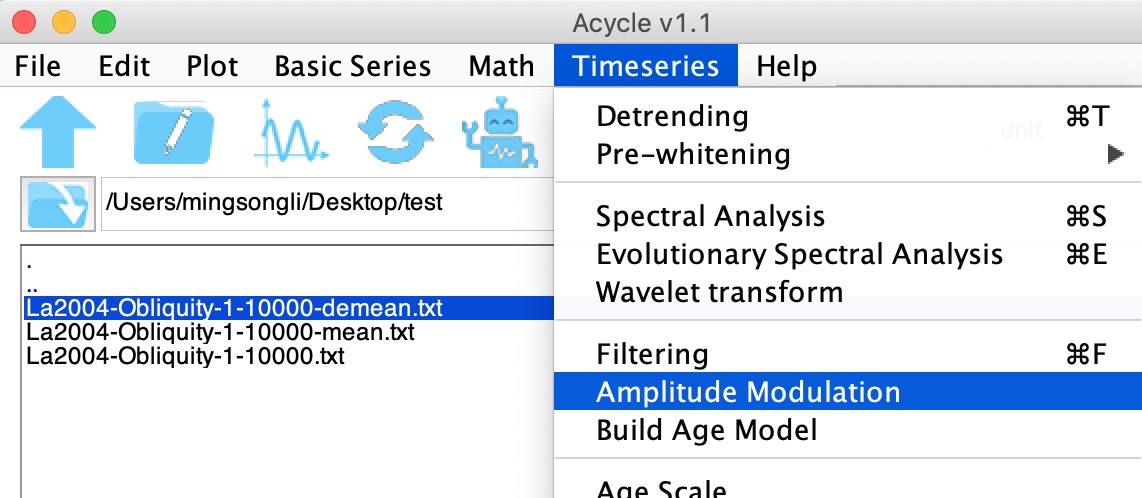 Acycle v1.1
File Edit Plot Basic Series Math Timeseries Help
Detrending ⌘T
unit
Pre-whitening
/Users/mingsongli/Desktop/test
Spectral Analysis ⌘S
Evolutionary Spectral Analysis ⌘E
Wavelet transform
.
..
La2004-Obliquity-1-10000-demean.txt
La2004-Obliquity-1-10000-mean.txt
La2004-Obliquity-1-10000.txt
Filtering ⌘F
Amplitude Modulation
Build Age Model
Age Scale